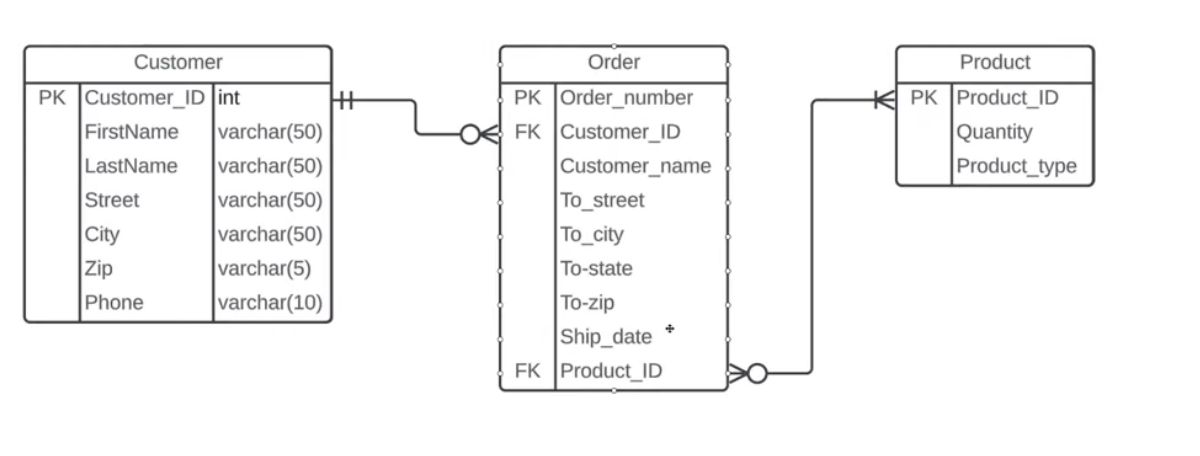 Customer
PK Customer_ID int
FirstName varchar(50)
LastName varchar(50)
Street varchar(50)
City varchar(50)
Zip varchar(5)
Phone varchar(10)
Order
PK Order_number
FK Customer_ID
Customer_name
To_street
To_city
To-state
To-zip
Ship_date
FK Product_ID
Product
PK Product_ID
Quantity
Product_type